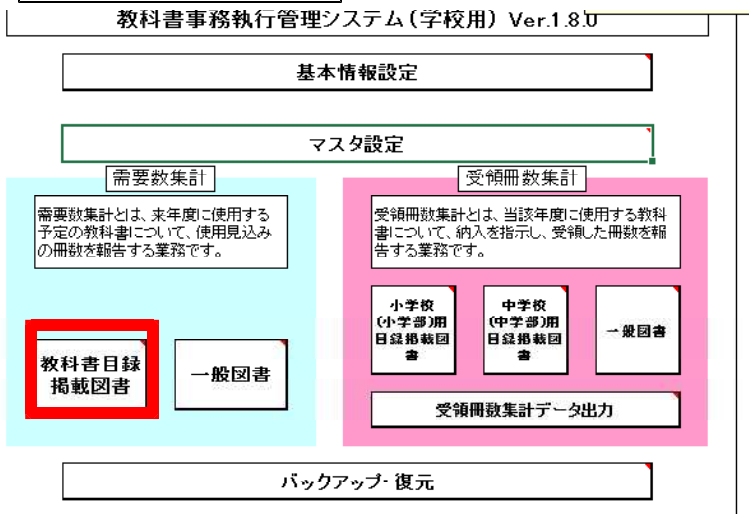 教科書事務執行管理システム(学校用) Ver.1.8.0
基本情報設定
マスタ設定
需要数集計
需要数集計とは、来年度に使用する
予定の教科書について、使用見込み
の冊数を報告する業務です。
教科書目録
掲載図書
一般図書
受領冊数集計
受領冊数集計とは、当該年度に使用する教科
書について、納入を指示し、受領した冊数を報
告する業務です。
小学校
(小学部)用
目録掲載図
書
中学校
(中学部)用
目録掲載図
書
一般図書
受領冊数集計データ出力
バックアップ・復元